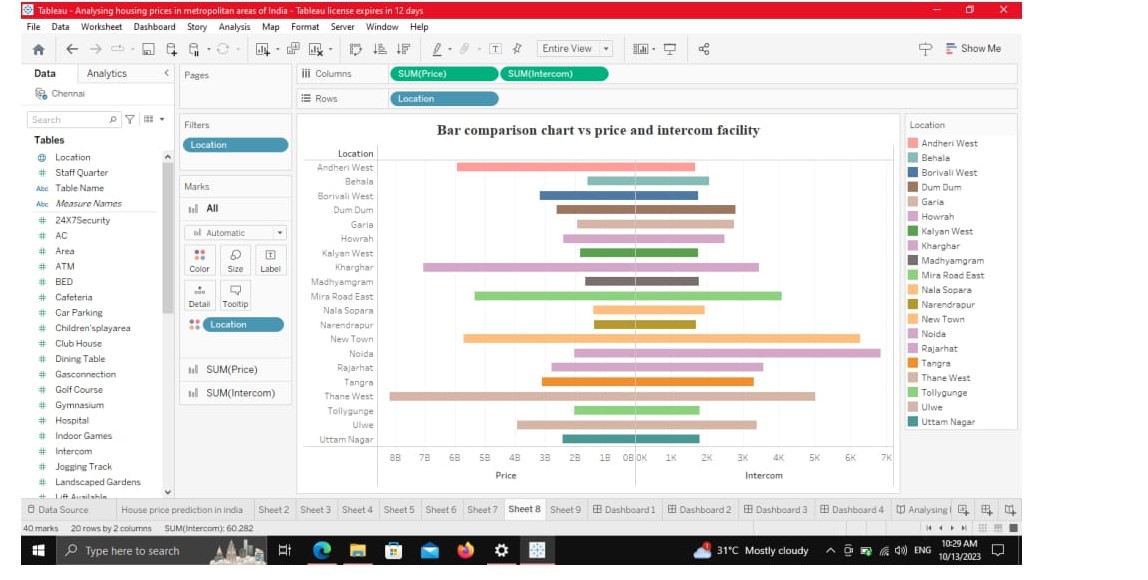 Tableau - Analysing housing prices in metropolitan areas of India - Tableau license expires in 12 days
File Data Worksheet Dashboard Story Analysis Map Format Server Window Help
Entire View
Show Me
Data Analytics
Chennai
Search
Tables
Location
Staff Quarter
Abc Table Name
Abc Measure Names
24X7Security
AC
Area
ATM
BED
Cafeteria
Car Parking
Children'splayarea
Club House
Dining Table
Gasconnection
Golf Course
Gymnasium
Hospital
Indoor Games
Intercom
Jogging Track
Landscaped Gardens
Lift Available
Pages
Filters
Location
Marks
All
Automatic
Color Size Label
Detail Tooltip
Location
SUM(Price)
SUM(Intercom)
Columns SUM(Price) SUM(Intercom)
Rows Location
Bar comparison chart vs price and intercom facility
Location
Andheri West
Behala
Borivali West
Dum Dum
Garia
Howrah
Kalyan West
Kharghar
Madhyamgram
Mira Road East
Nala Sopara
Narendrapur
New Town
Noida
Rajarhat
Tangra
Thane West
Tollygunge
Ulwe
Uttam Nagar
8B 7B 6B 5B 4B 3B 2B 1B 0B 0K 1K 2K 3K 4K 5K 6K 7K
Price Intercom
Location
Andheri West
Behala
Borivali West
Dum Dum
Garia
Howrah
Kalyan West
Kharghar
Madhyamgram
Mira Road East
Nala Sopara
Narendrapur
New Town
Noida
Rajarhat
Tangra
Thane West
Tollygunge
Ulwe
Uttam Nagar
Data Source House price prediction in india Sheet 2 Sheet 3 Sheet 4 Sheet 5 Sheet 6 Sheet 7 Sheet 8 Sheet 9 Dashboard 1 Dashboard 2 Dashboard 3 Dashboard 4 Analysing
40 marks 20 rows by 2 columns SUM(Intercom): 60.282
Type here to search
31°C Mostly cloudy
ENG
10:29 AM
10/13/2023